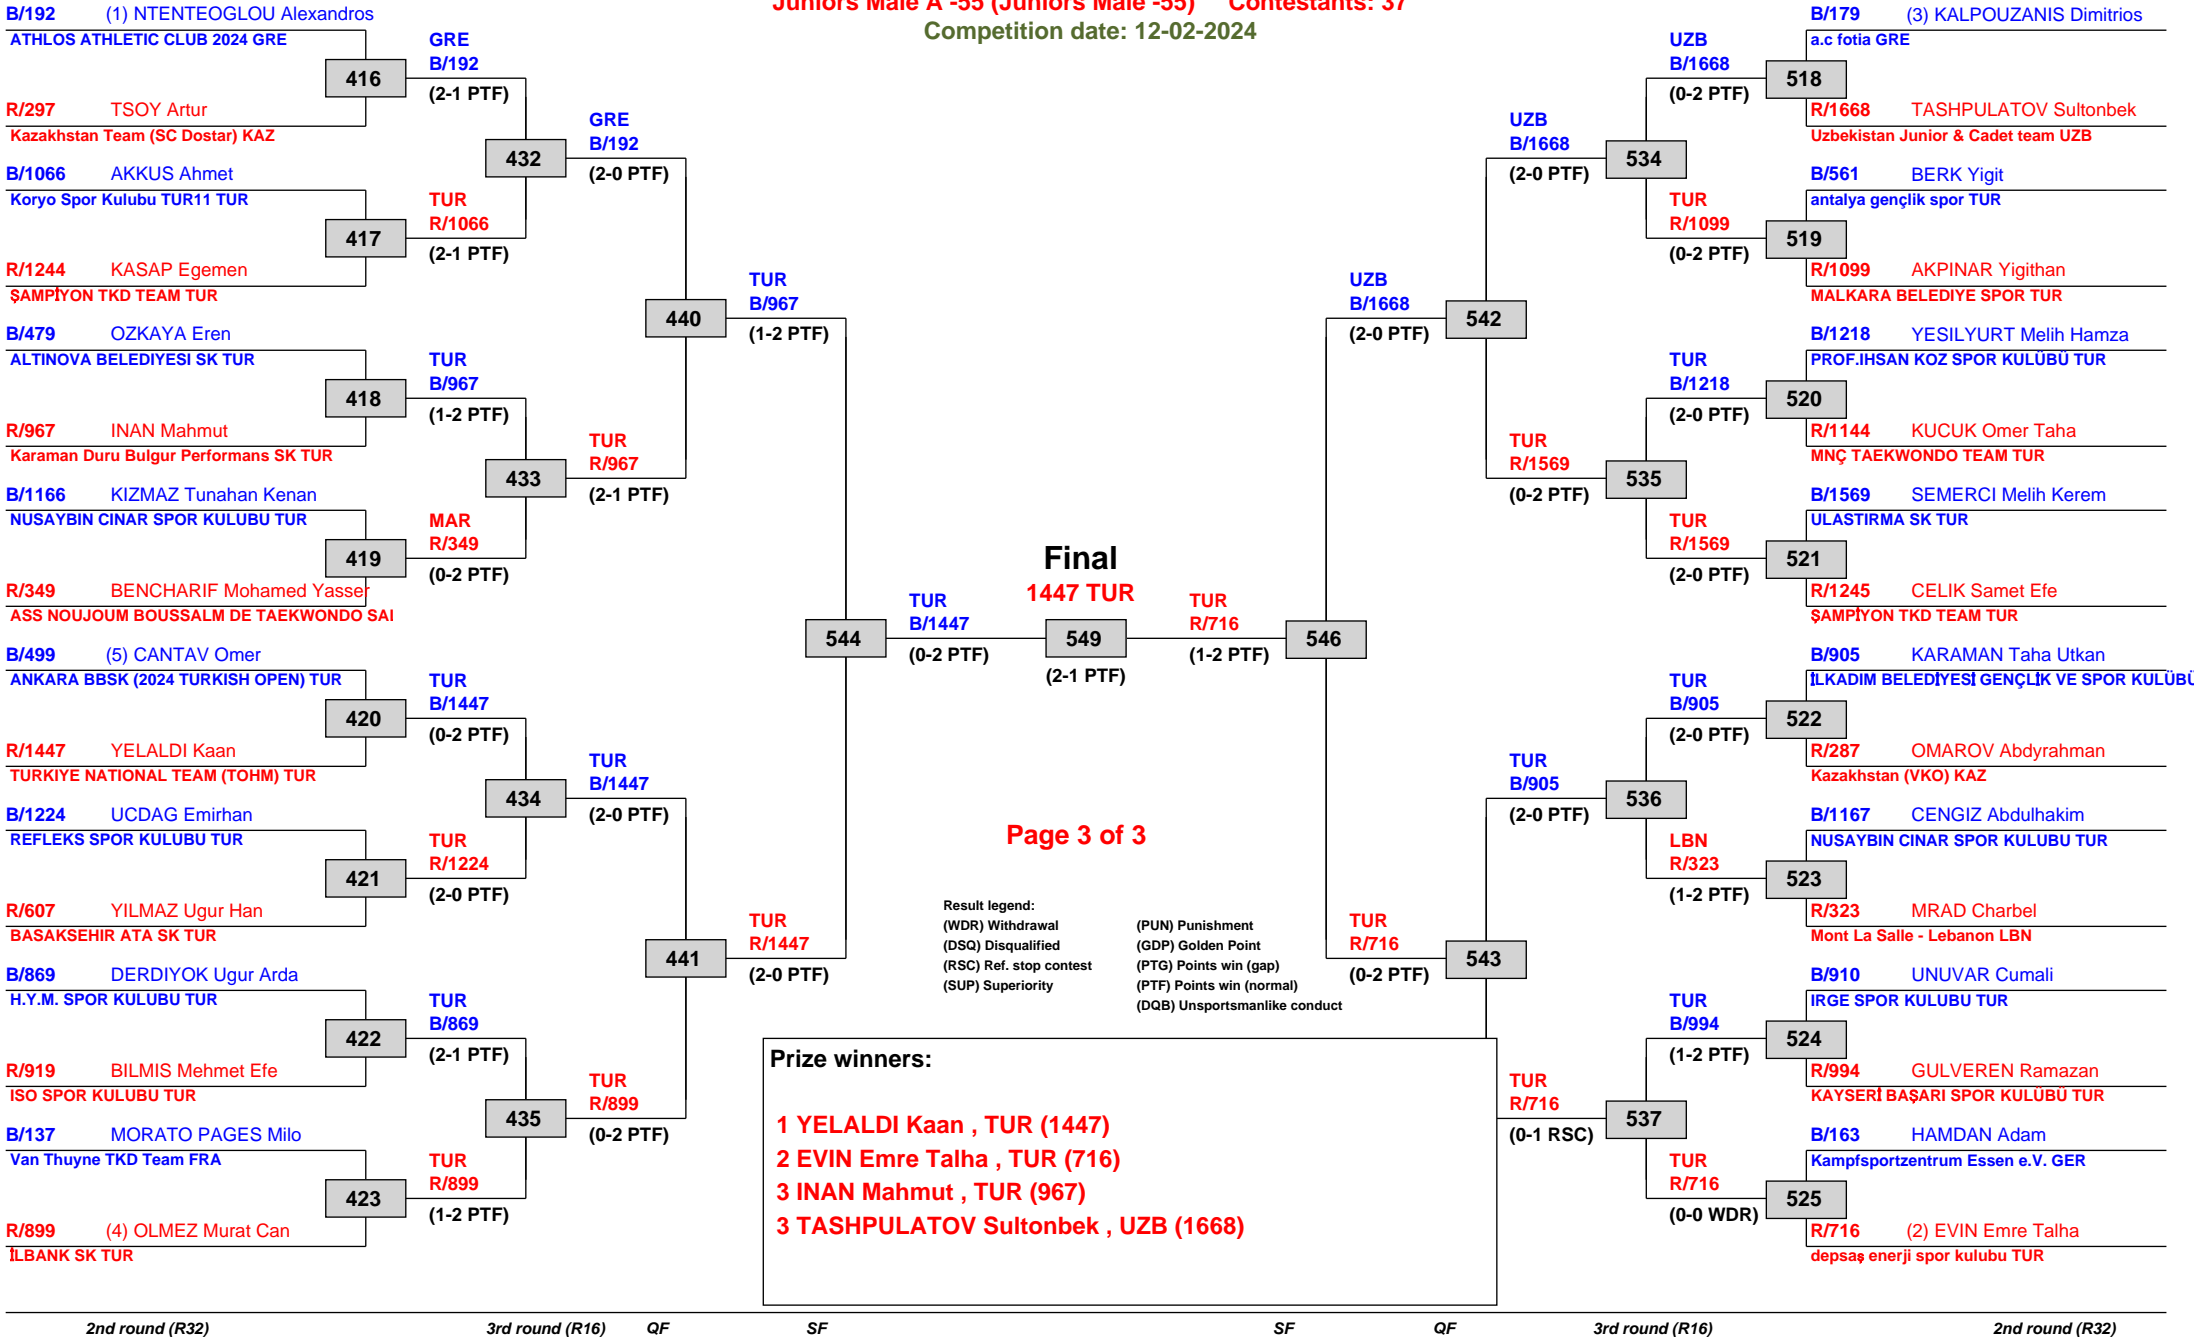 Juniors Male A -55 (Juniors Male -55) Contestants: 37
Competition date: 12-02-2024
B/192 (1) NTENTEOGLOU Alexandros
ATHLOS ATHLETIC CLUB 2024 GRE
416
R/297 TSOY Artur
Kazakhstan Team (SC Dostar) KAZ
B/1066 AKKUS Ahmet
Koryo Spor Kulubu TUR11 TUR
417
R/1244 KASAP Egemen
ŞAMPİYON TKD TEAM TUR
B/479 OZKAYA Eren
ALTINOVA BELEDIYESI SK TUR
418
R/967 INAN Mahmut
Karaman Duru Bulgur Performans SK TUR
B/1166 KIZMAZ Tunahan Kenan
NUSAYBIN CINAR SPOR KULUBU TUR
419
R/349 BENCHARIF Mohamed Yasser
ASS NOUJOUM BOUSSALM DE TAEKWONDO SAI
B/499 (5) CANTAV Omer
ANKARA BBSK (2024 TURKISH OPEN) TUR
420
R/1447 YELALDI Kaan
TURKIYE NATIONAL TEAM (TOHM) TUR
B/1224 UCDAG Emirhan
REFLEKS SPOR KULUBU TUR
421
R/607 YILMAZ Ugur Han
BASAKSEHIR ATA SK TUR
B/869 DERDIYOK Ugur Arda
H.Y.M. SPOR KULUBU TUR
422
R/919 BILMIS Mehmet Efe
ISO SPOR KULUBU TUR
B/137 MORATO PAGES Milo
Van Thuyne TKD Team FRA
423
R/899 (4) OLMEZ Murat Can
İLBANK SK TUR
GRE
B/192
(2-1 PTF)
432
TUR
R/1066
(2-1 PTF)
TUR
B/967
(1-2 PTF)
433
MAR
R/349
(0-2 PTF)
TUR
B/1447
(0-2 PTF)
434
TUR
R/1224
(2-0 PTF)
TUR
B/869
(2-1 PTF)
435
TUR
R/899
(1-2 PTF)
GRE
B/192
(2-0 PTF)
440
TUR
R/967
(2-1 PTF)
TUR
B/1447
(2-0 PTF)
441
TUR
R/899
(0-2 PTF)
TUR
B/967
(1-2 PTF)
544
TUR
R/1447
(2-0 PTF)
TUR
B/1447
(0-2 PTF)
Final
1447 TUR
549
(2-1 PTF)
TUR
R/716
(1-2 PTF)
546
UZB
B/1668
(2-0 PTF)
TUR
R/716
(0-2 PTF)
UZB
B/1668
(2-0 PTF)
542
TUR
R/1569
(0-2 PTF)
TUR
B/905
(2-0 PTF)
543
TUR
R/716
(0-1 RSC)
UZB
B/1668
(0-2 PTF)
534
TUR
R/1099
(0-2 PTF)
TUR
B/1218
(2-0 PTF)
535
TUR
R/1569
(2-0 PTF)
TUR
B/905
(2-0 PTF)
536
LBN
R/323
(1-2 PTF)
TUR
B/994
(1-2 PTF)
537
TUR
R/716
(0-0 WDR)
B/179 (3) KALPOUZANIS Dimitrios
a.c fotia GRE
518
R/1668 TASHPULATOV Sultonbek
Uzbekistan Junior & Cadet team UZB
B/561 BERK Yigit
antalya gençlik spor TUR
519
R/1099 AKPINAR Yigithan
MALKARA BELEDIYE SPOR TUR
B/1218 YESILYURT Melih Hamza
PROF.IHSAN KOZ SPOR KULÜBÜ TUR
520
R/1144 KUCUK Omer Taha
MNÇ TAEKWONDO TEAM TUR
B/1569 SEMERCI Melih Kerem
ULASTIRMA SK TUR
521
R/1245 CELIK Samet Efe
ŞAMPİYON TKD TEAM TUR
B/905 KARAMAN Taha Utkan
İLKADIM BELEDİYESİ GENÇLİK VE SPOR KULÜBÜ
522
R/287 OMAROV Abdyrahman
Kazakhstan (VKO) KAZ
B/1167 CENGIZ Abdulhakim
NUSAYBIN CINAR SPOR KULUBU TUR
523
R/323 MRAD Charbel
Mont La Salle - Lebanon LBN
B/910 UNUVAR Cumali
IRGE SPOR KULUBU TUR
524
R/994 GULVEREN Ramazan
KAYSERİ BAŞARI SPOR KULÜBÜ TUR
B/163 HAMDAN Adam
Kampfsportzentrum Essen e.V. GER
525
R/716 (2) EVIN Emre Talha
depsaş enerji spor kulubu TUR
Page 3 of 3
Result legend:
(WDR) Withdrawal (PUN) Punishment
(DSQ) Disqualified (GDP) Golden Point
(RSC) Ref. stop contest (PTG) Points win (gap)
(SUP) Superiority (PTF) Points win (normal)
(DQB) Unsportsmanlike conduct
Prize winners:
1 YELALDI Kaan , TUR (1447)
2 EVIN Emre Talha , TUR (716)
3 INAN Mahmut , TUR (967)
3 TASHPULATOV Sultonbek , UZB (1668)
2nd round (R32) 3rd round (R16) QF SF SF QF 3rd round (R16) 2nd round (R32)